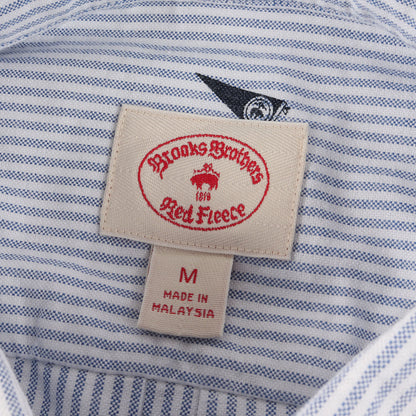 Brooks Brothers
1818
Red Fleece
M
MADE IN
MALAYSIA